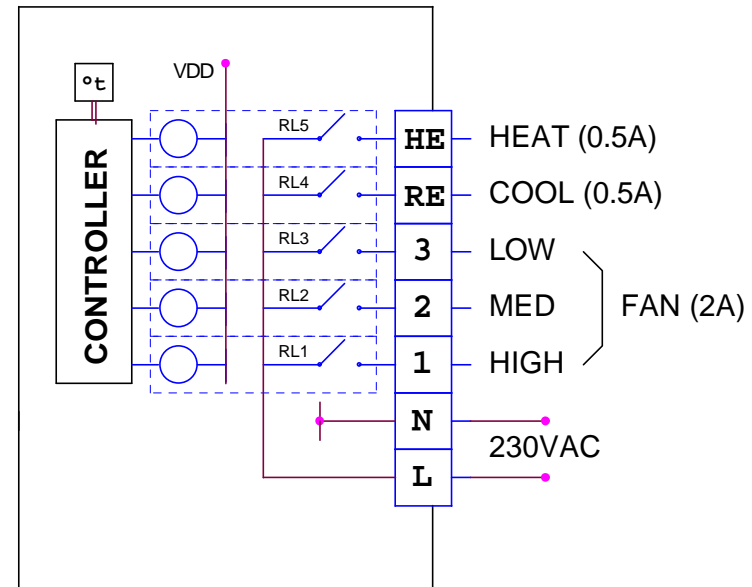 VDD
°t
CONTROLLER
RL5 HE HEAT (0.5A)
RL4 RE COOL (0.5A)
RL3 3 LOW
RL2 2 MED FAN (2A)
RL1 1 HIGH
N
230VAC
L